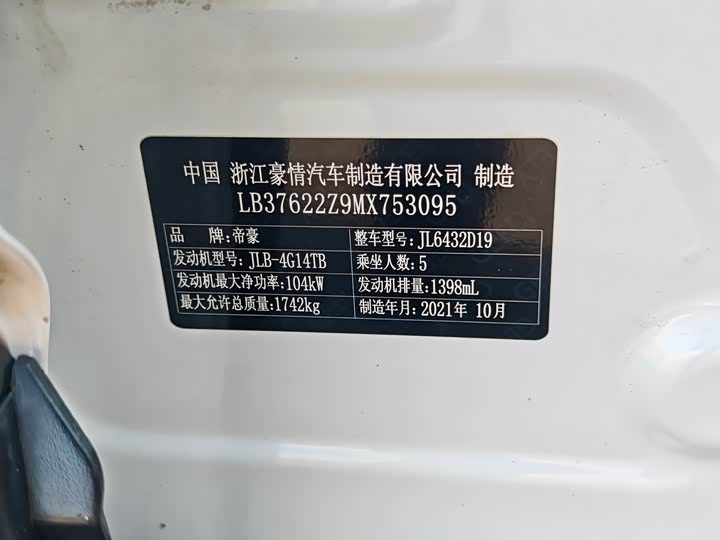 中国 浙江豪情汽车制造有限公司 制造
LB37622Z9MX753095
品 牌:帝豪 整车型号:JL6432D19
发动机型号:JLB-4G14TB 乘坐人数:5
发动机最大净功率:104kW 发动机排量:1398mL
最大允许总质量:1742kg 制造年月:2021年 10月